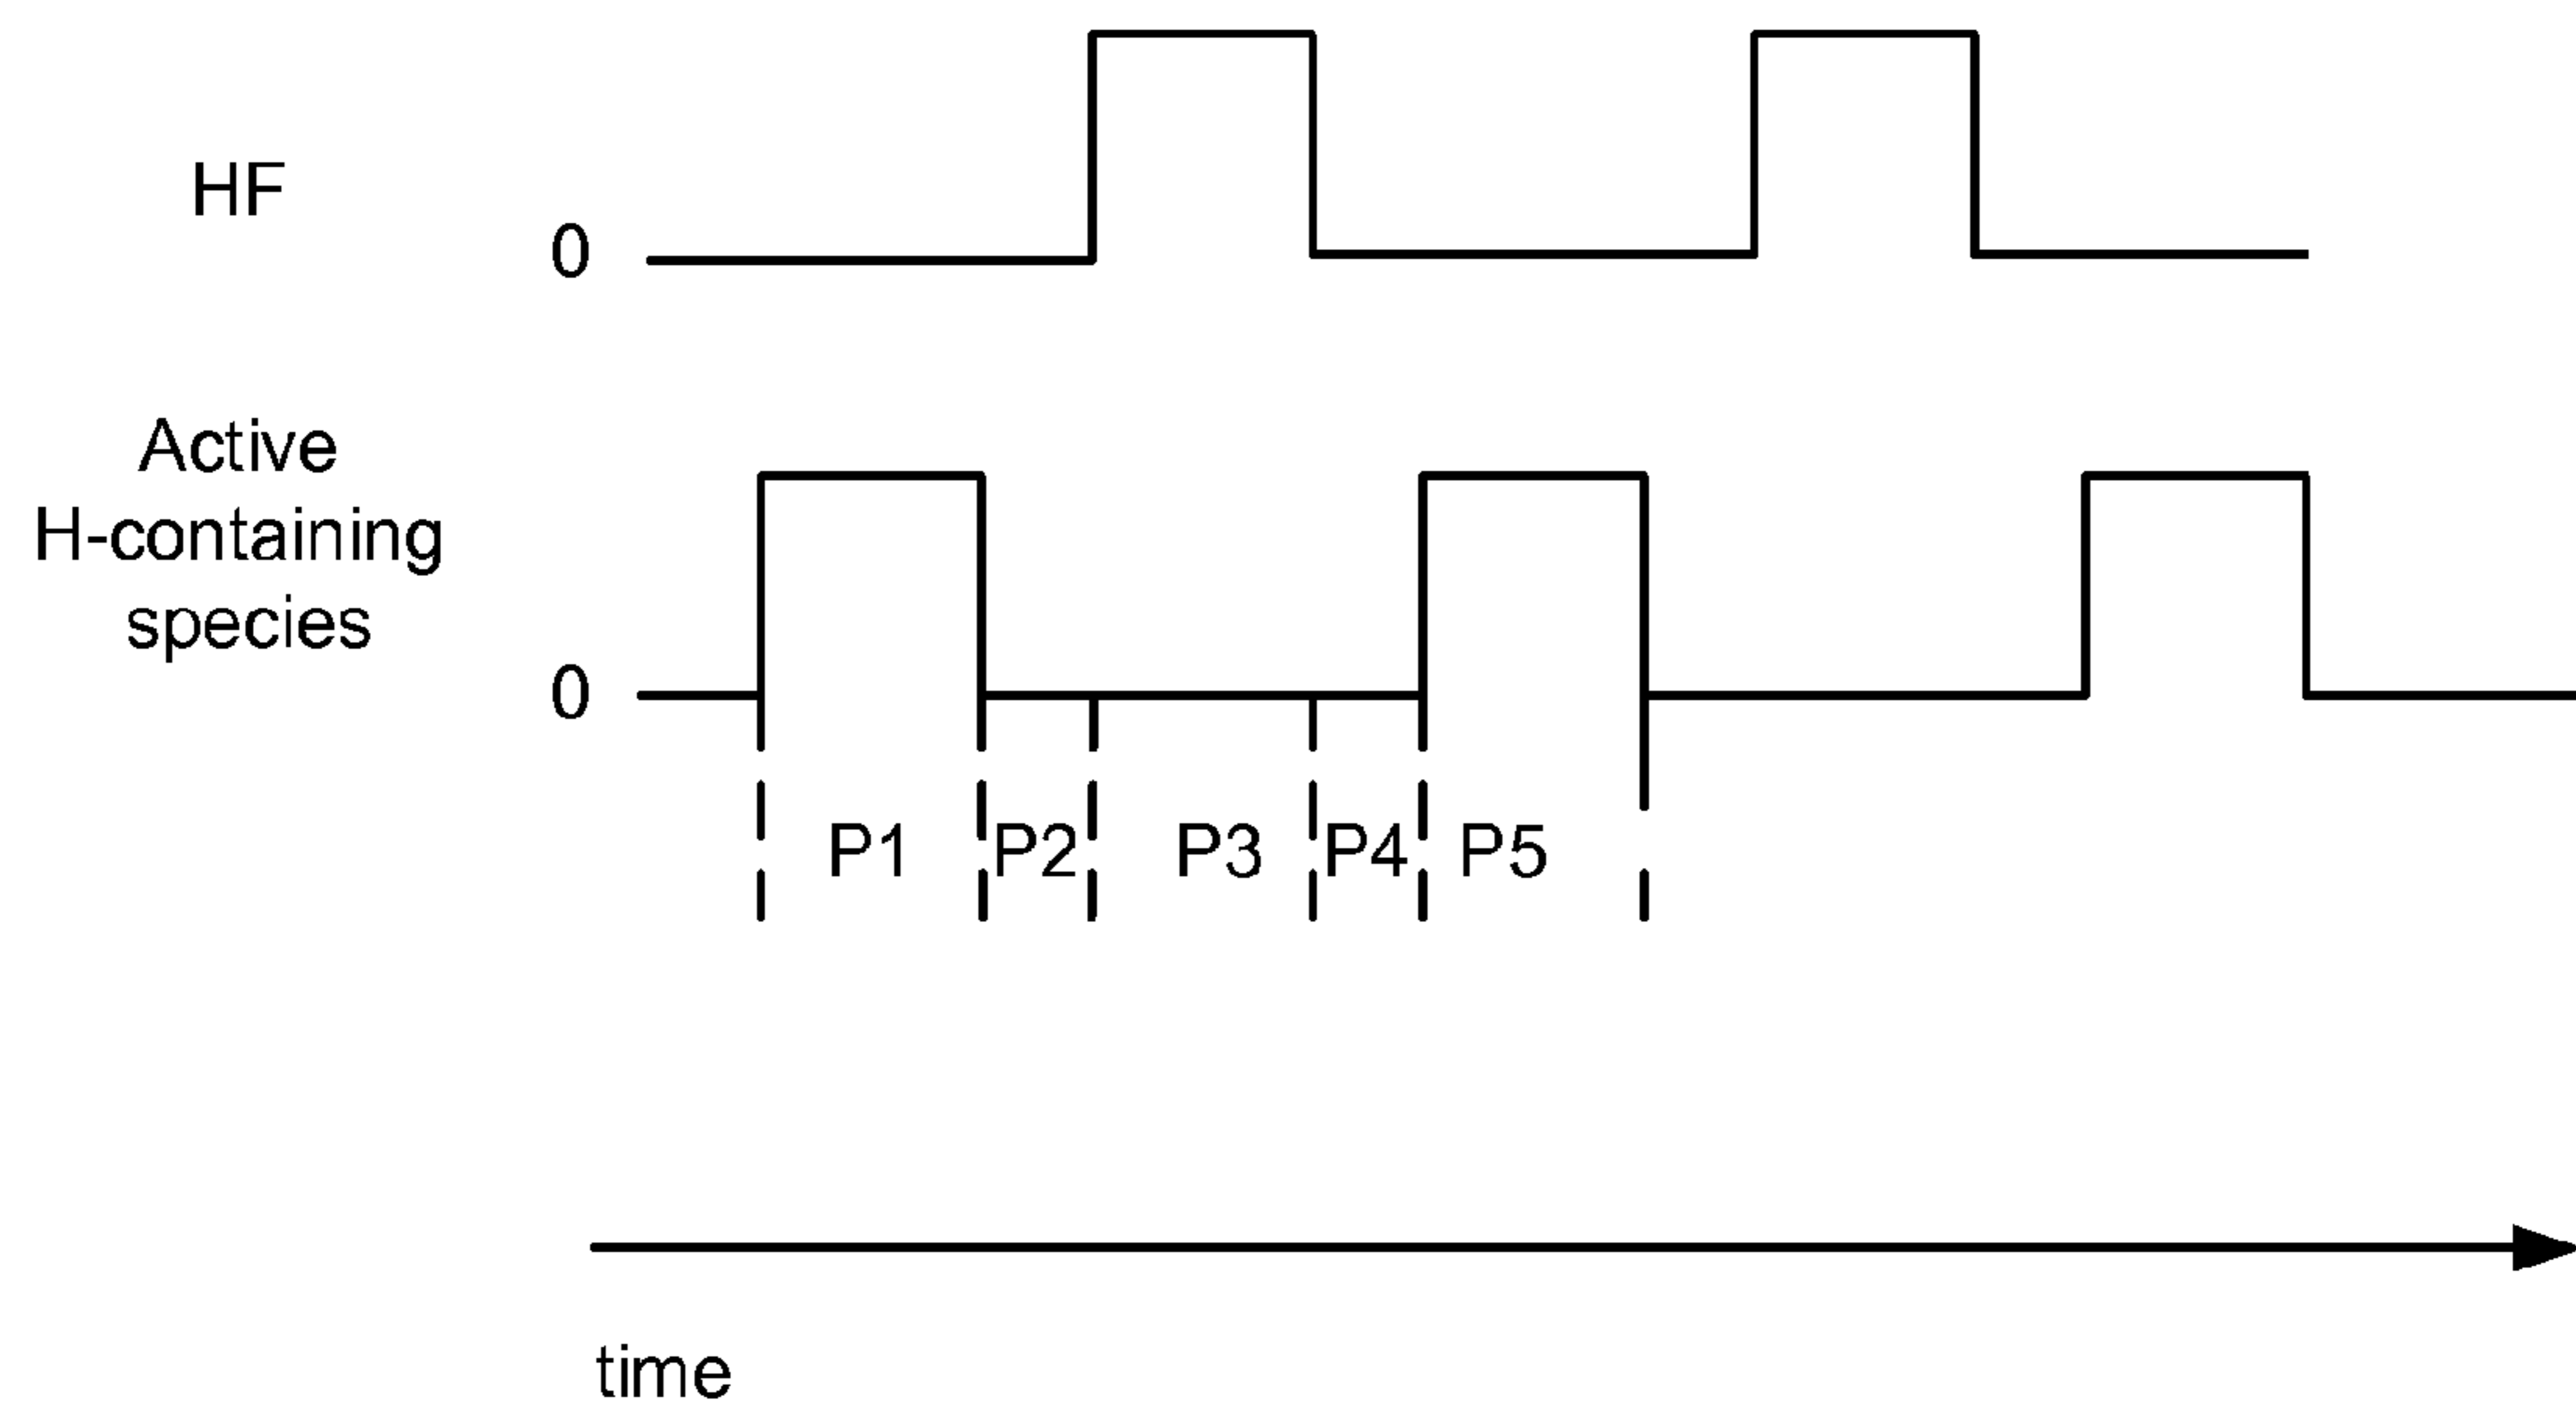 HF
0
Active
H-containing
species
0
P1
P2
P3
P4
P5
time